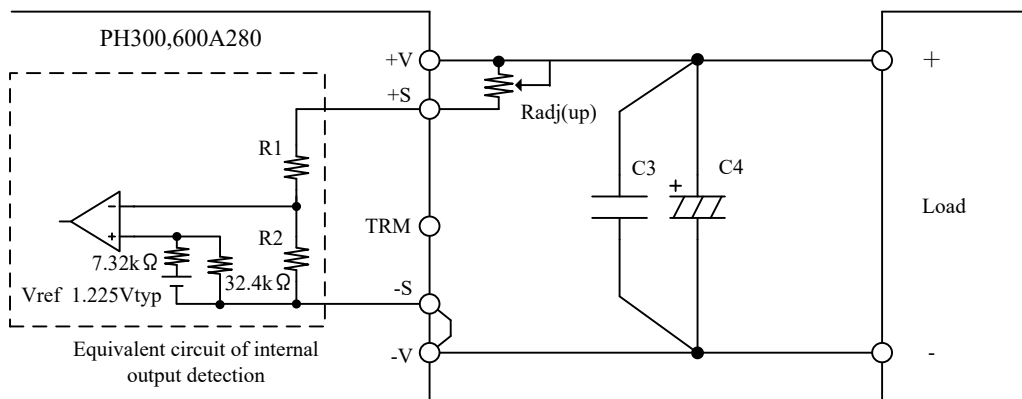 PH300,600A280
+V
+S
Radj(up)
R1
C3
C4
+
-
+
TRM
R2
Load
7.32kΩ
32.4kΩ
Vref 1.225Vtyp
-S
-V
-
Equivalent circuit of internal
output detection
+